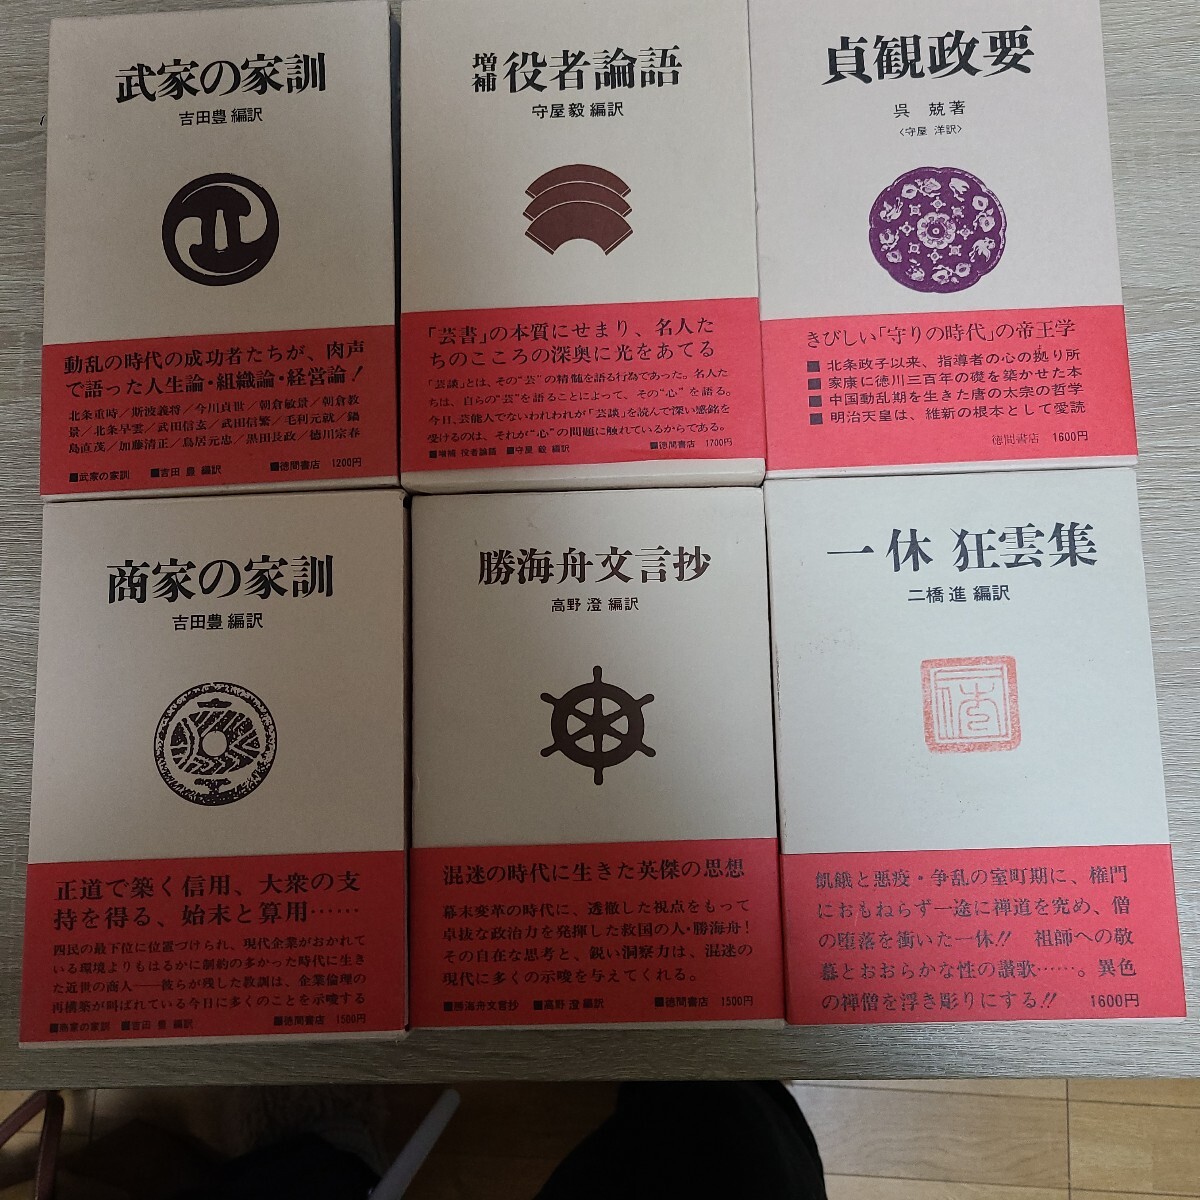 武家の家訓
吉田豊 編訳
動乱の時代の成功者たちが、肉声
で語った人生論・組織論・経営論!
北条重時/斯波義将/今川貞世/朝倉敏景/朝倉教
景/北条早雲/武田信玄/武田信繁/毛利元就/鍋
島直茂/加藤清正/鳥居元忠/黒田長政/徳川宗春
■武家の家訓 ■吉田 豊 編訳 ■徳間書店 1200円
増補 役者論語
守屋毅 編訳
「芸書」の本質にせまり、名人た
ちのこころの深奥に光をあてる
「芸談」とは、その"芸"の精髄を語る行為であった。名人た
ちは、自らの"芸"を語ることによって、その"心"を語る。
今日、芸能人でないわれわれが「芸談」を読んで深い感銘を
受けるのは、それが"心"の問題に触れているからである。
■増補 役者論語 ■守屋 毅 編訳 ■徳間書店 1700円
貞観政要
呉 兢著
〈守屋 洋訳〉
きびしい「守りの時代」の帝王学
■北条政子以来、指導者の心の拠り所
■家康に徳川三百年の礎を築かせた本
■中国動乱期を生きた唐の太宗の哲学
■明治天皇は、維新の根本として愛読
徳間書店 1600円
商家の家訓
吉田豊 編訳
正道で築く信用、大衆の支
持を得る、始末と算用……
四民の最下位に位置づけられ、現代企業がおかれて
いる環境よりもはるかに制約の多かった時代に生き
た近世の商人──彼らが残した教訓は、企業倫理の
再構築が叫ばれている今日に多くのことを示唆する
■商家の家訓 ■吉田 豊 編訳 ■徳間書店 1500円
勝海舟文言抄
高野 澄 編訳
混迷の時代に生きた英傑の思想
幕末変革の時代に、透徹した視点をもって
卓抜な政治力を発揮した救国の人・勝海舟!
その自在な思考と、鋭い洞察力は、混迷の
現代に多くの示唆を与えてくれる。
■勝海舟文言抄 ■高野 澄 編訳 ■徳間書店 1500円
一休 狂雲集
二橋進 編訳
飢餓と悪疫・争乱の室町期に、権門
におもねらず一途に禅道を究め、僧
の堕落を衝いた一休!! 祖師への敬
慕とおおらかな性の讃歌……。異色
の禅僧を浮き彫りにする!! 1600円